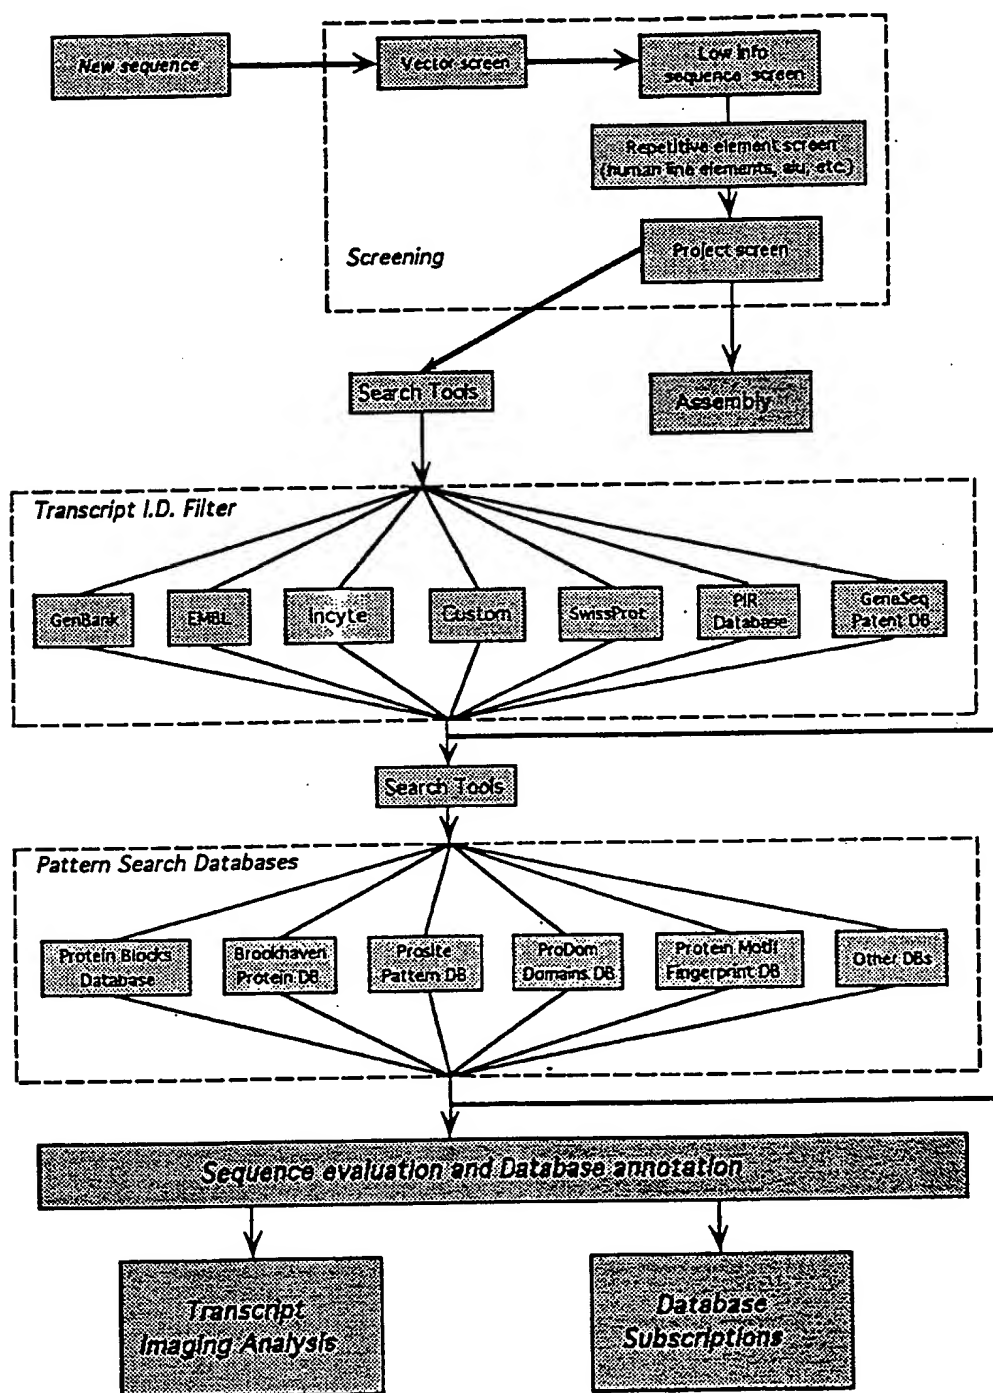 New sequence
Vector screen
Low info
sequence screen
Repetitive element screen
(human line elements, alu, etc.)
Screening
Project screen
Search Tools
Assembly
Transcript I.D. Filter
GenBank
EMBL
Incyte
Custom
SwissProt
PIR
Database
GeneSeq
Patent DB
Search Tools
Pattern Search Databases
Protein Blocks
Database
Brookhaven
Protein DB
Prosite
Pattern DB
ProDom
Domains DB
Protein Motif
Fingerprint DB
Other DBs
Sequence evaluation and Database annotation
Transcript
Imaging Analysis
Database
Subscriptions